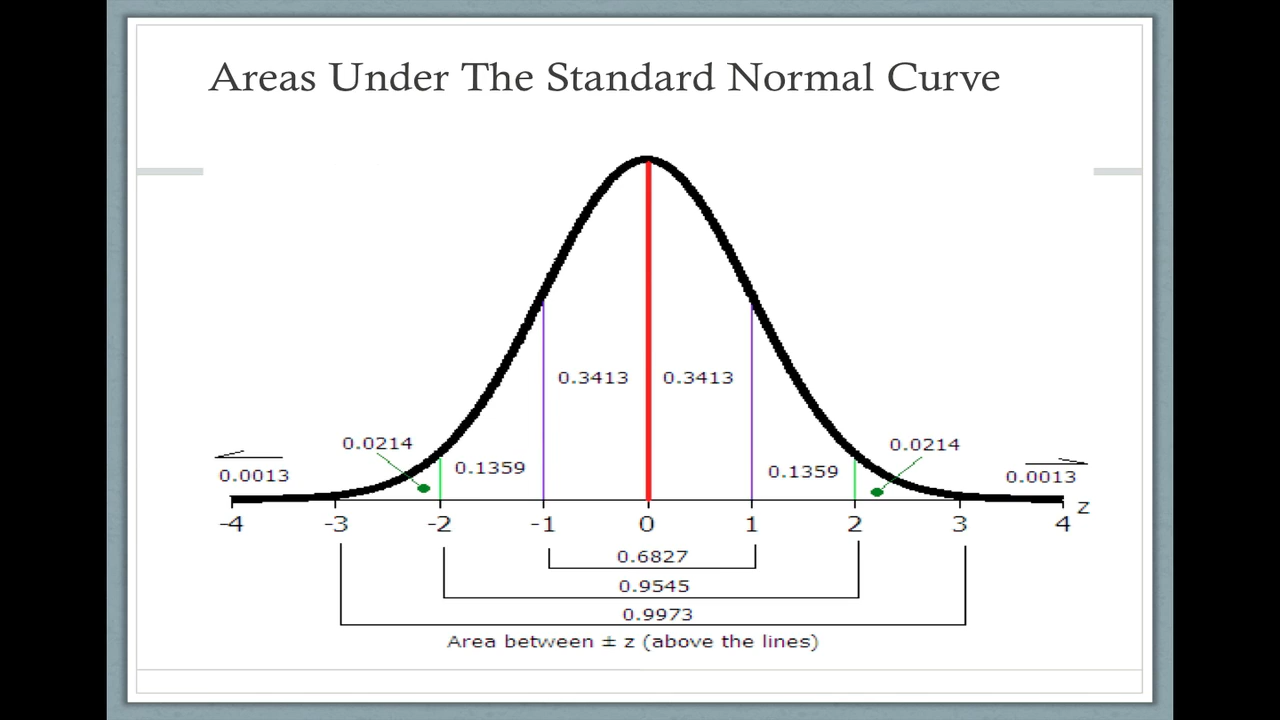 Areas Under The Standard Normal Curve
0.3413 0.3413
0.0214 0.0214
0.1359 0.1359
0.0013 0.0013
z
-4 -3 -2 -1 0 1 2 3 4
0.6827
0.9545
0.9973
Area between ± z (above the lines)